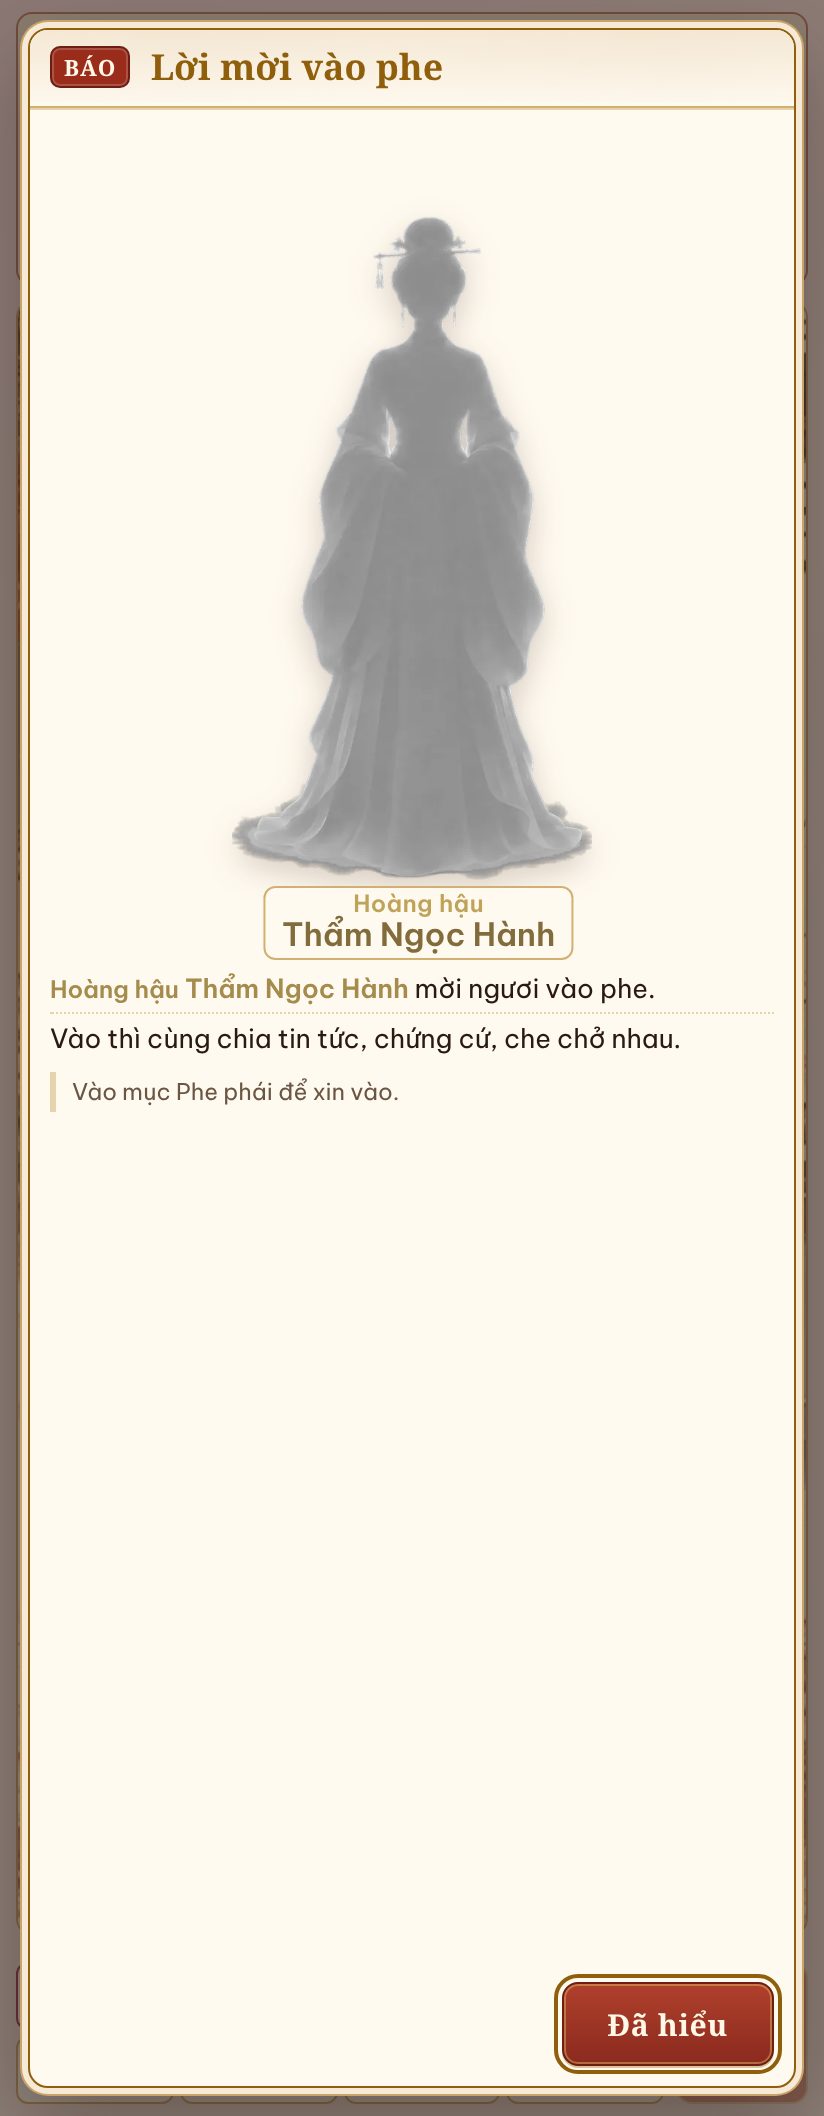 BÁO
Lời mời vào phe
Hoàng hậu
Thẩm Ngọc Hành
Hoàng hậu Thẩm Ngọc Hành mời ngươi vào phe.
Vào thì cùng chia tin tức, chứng cứ, che chở nhau.
Vào mục Phe phái để xin vào.
Đã hiểu